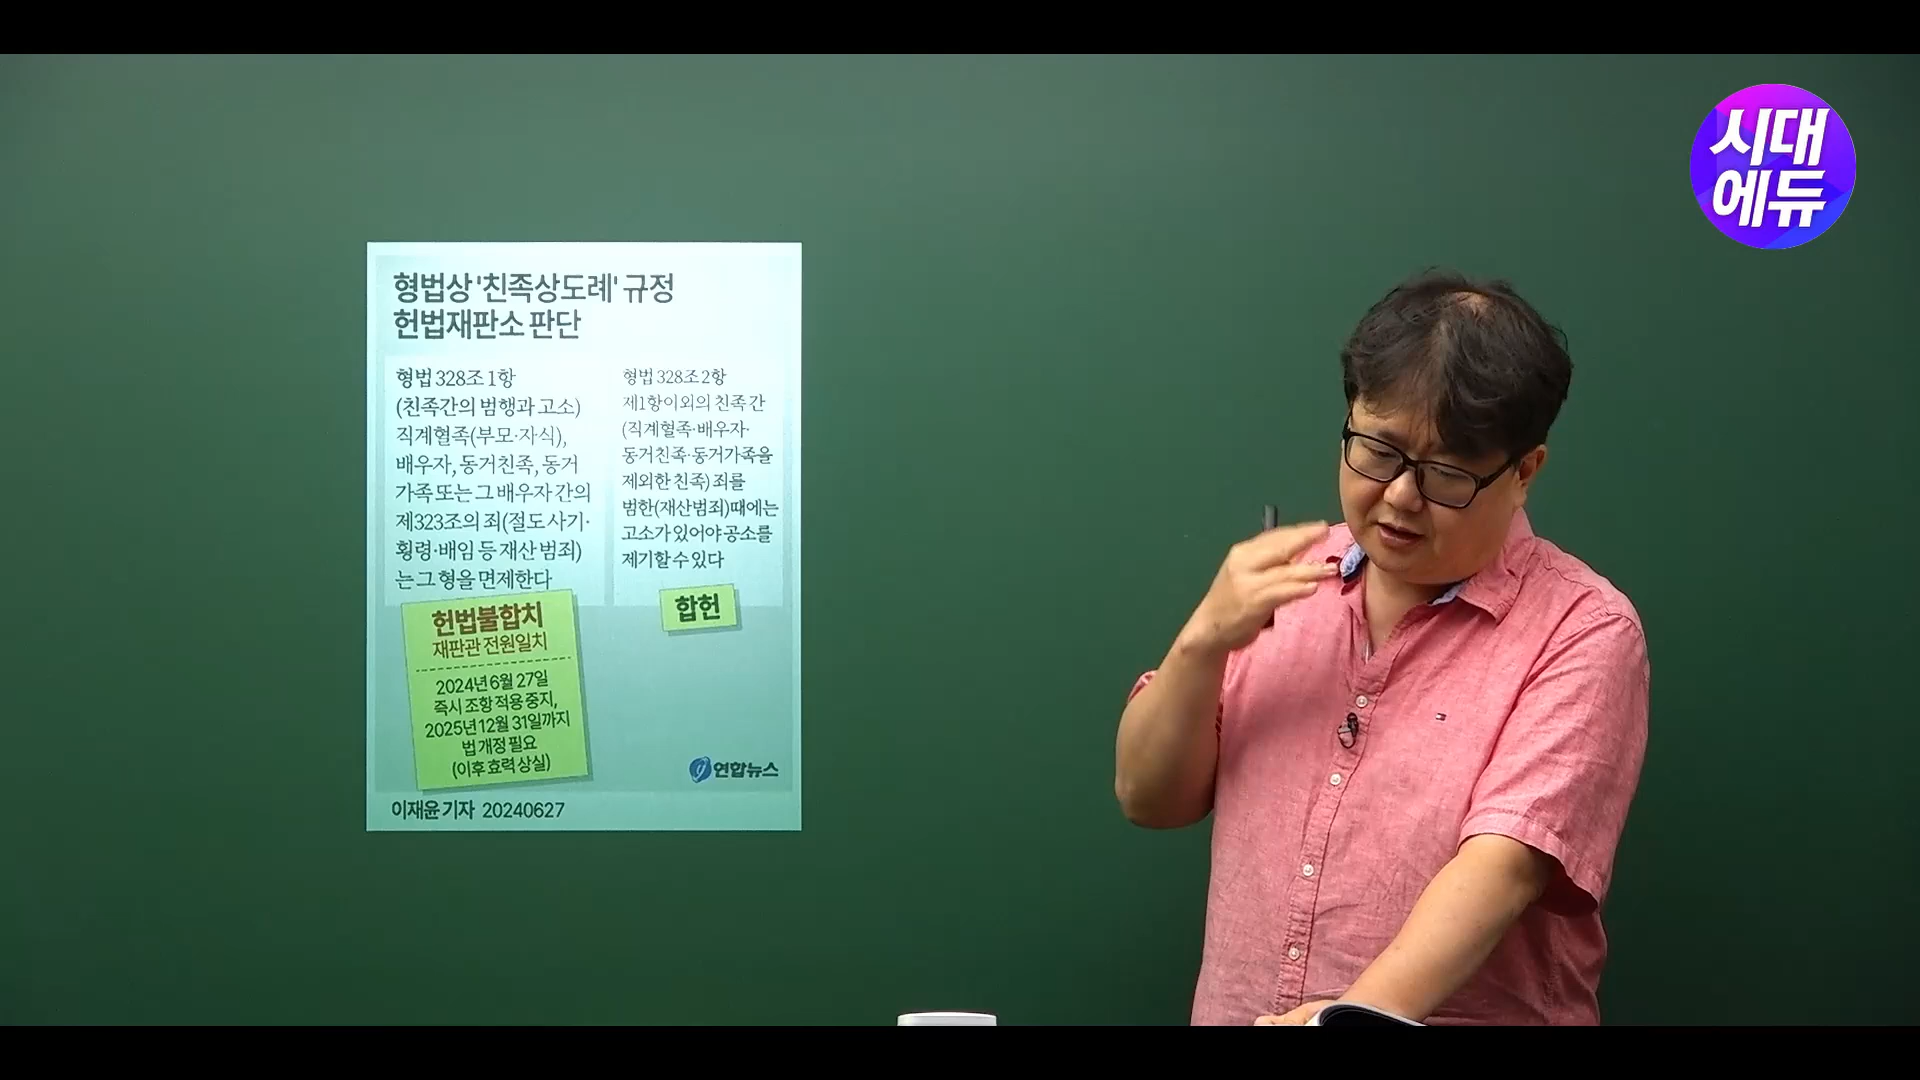 시대
에듀
형법상 '친족상도례' 규정
헌법재판소 판단
형법 328조 1항
(친족간의 범행과 고소)
직계혈족(부모·자식),
배우자, 동거친족, 동거
가족 또는 그 배우자 간의
제323조의 죄(절도사기·
횡령·배임 등 재산 범죄)
는 그 형을 면제한다
헌법불합치
재판관 전원일치
2024년 6월 27일
즉시 조항 적용 중지,
2025년 12월 31일까지
법 개정 필요
(이후 효력 상실)
형법 328조 2항
제1항이외의 친족 간
(직계혈족·배우자·
동거친족·동거가족을
제외한 친족) 죄를
범한(재산범죄)때에는
고소가 있어야 공소를
제기할 수 있다
합헌
연합뉴스
이재윤 기자 20240627